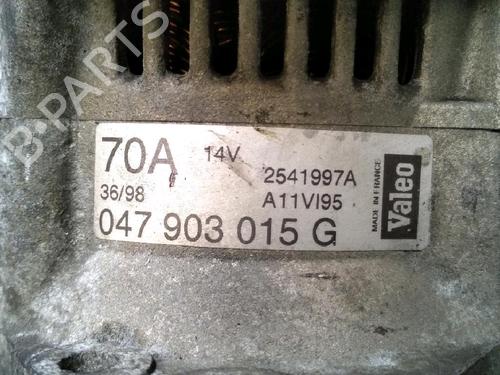 70A 14V 2541997A
36/98 A11VI95
047 903 015 G
MADE IN FRANCE
Valeo
B-PARTS